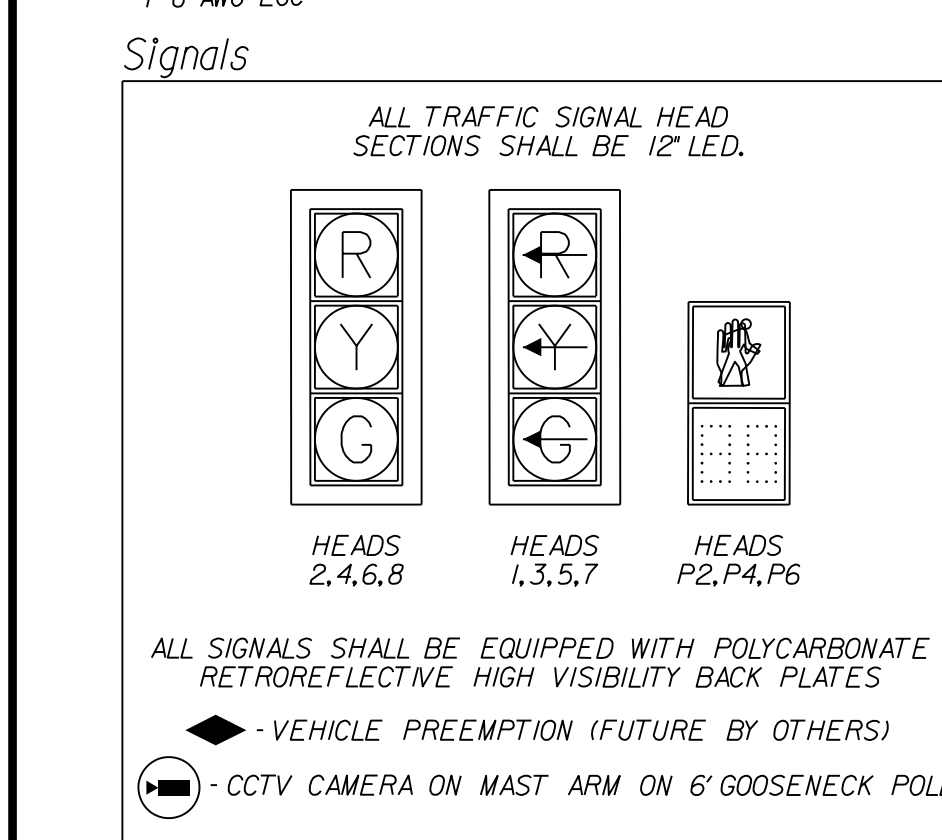 Signals
ALL TRAFFIC SIGNAL HEAD
SECTIONS SHALL BE 12" LED.
R R
Y Y
G G
HEADS HEADS HEADS
2,4,6,8 1,3,5,7 P2,P4,P6
ALL SIGNALS SHALL BE EQUIPPED WITH POLYCARBONATE
RETROREFLECTIVE HIGH VISIBILITY BACK PLATES
- VEHICLE PREEMPTION (FUTURE BY OTHERS)
- CCTV CAMERA ON MAST ARM ON 6' GOOSENECK